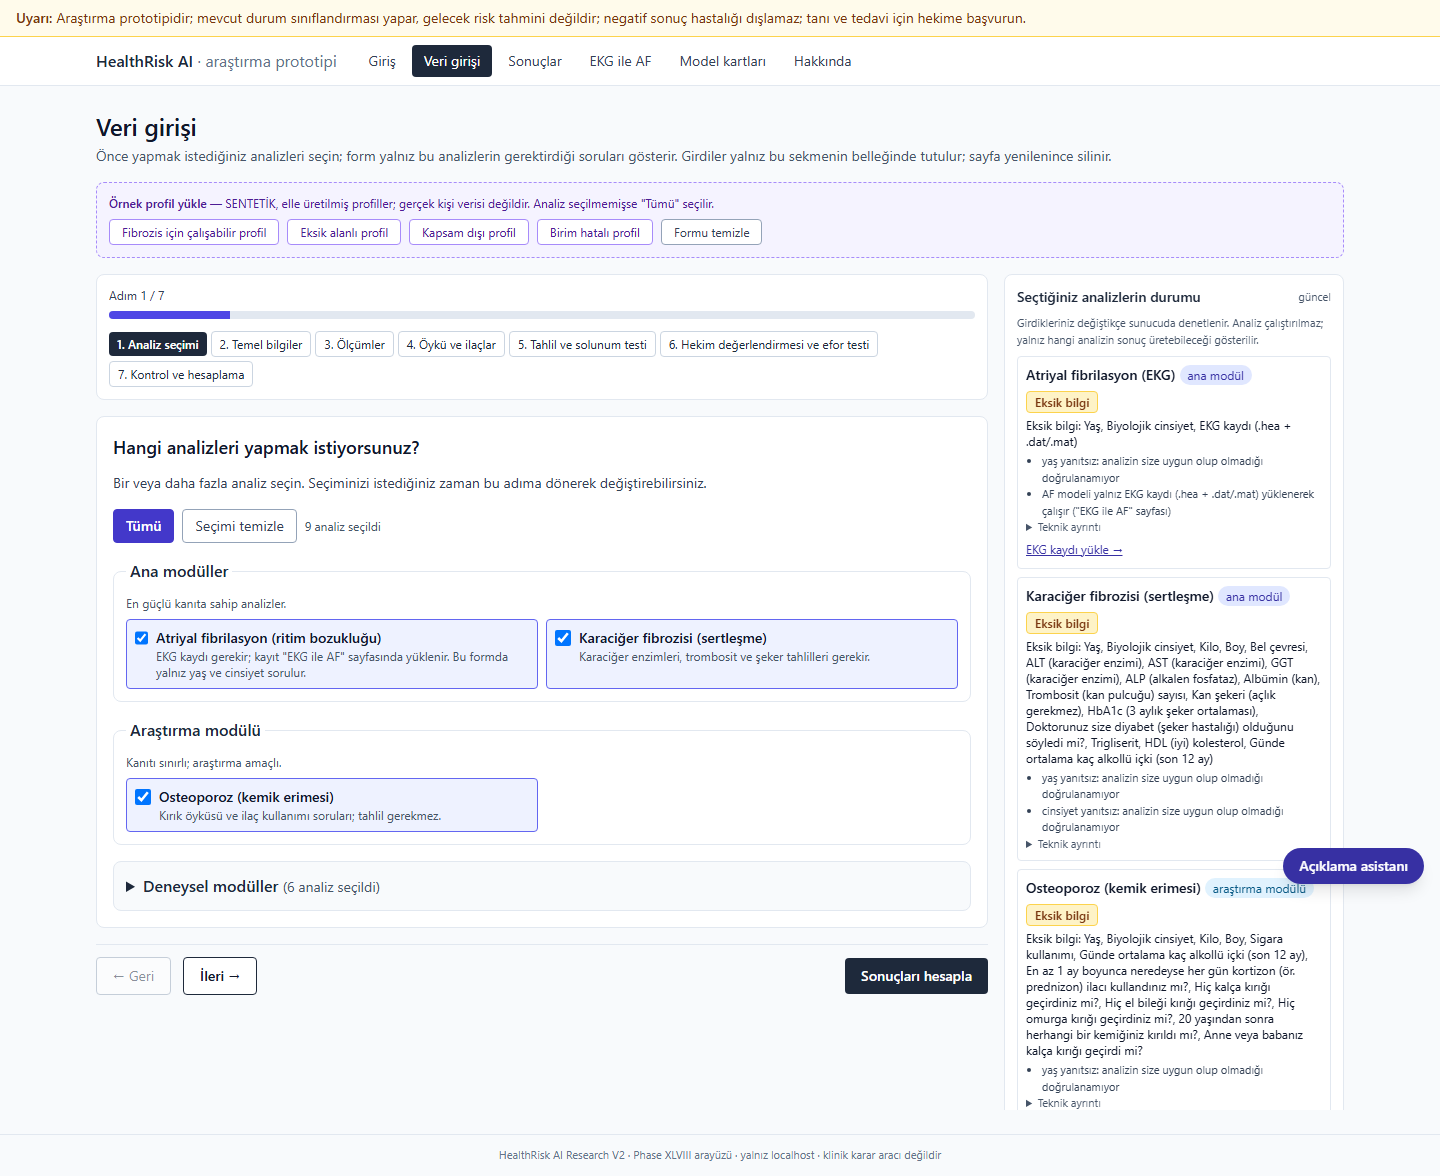 Uyarı: Araştırma prototipidir; mevcut durum sınıflandırması yapar, gelecek risk tahmini değildir; negatif sonuç hastalığı dışlamaz; tanı ve tedavi için hekime başvurun.
HealthRisk AI · araştırma prototipi
Giriş
Veri girişi
Sonuçlar
EKG ile AF
Model kartları
Hakkında
Veri girişi
Önce yapmak istediğiniz analizleri seçin; form yalnız bu analizlerin gerektirdiği soruları gösterir. Girdiler yalnız bu sekmenin belleğinde tutulur; sayfa yenilenince silinir.
Örnek profil yükle — SENTETİK, elle üretilmiş profiller; gerçek kişi verisi değildir. Analiz seçilmemişse "Tümü" seçilir.
Fibrozis için çalışabilir profil
Eksik alanlı profil
Kapsam dışı profil
Birim hatalı profil
Formu temizle
Adım 1 / 7
1. Analiz seçimi
2. Temel bilgiler
3. Ölçümler
4. Öykü ve ilaçlar
5. Tahlil ve solunum testi
6. Hekim değerlendirmesi ve efor testi
7. Kontrol ve hesaplama
Hangi analizleri yapmak istiyorsunuz?
Bir veya daha fazla analiz seçin. Seçiminizi istediğiniz zaman bu adıma dönerek değiştirebilirsiniz.
Tümü
Seçimi temizle
9 analiz seçildi
Ana modüller
En güçlü kanıta sahip analizler.
Atriyal fibrilasyon (ritim bozukluğu)
EKG kaydı gerekir; kayıt "EKG ile AF" sayfasında yüklenir. Bu formda
yalnız yaş ve cinsiyet sorulur.
Karaciğer fibrozisi (sertleşme)
Karaciğer enzimleri, trombosit ve şeker tahlilleri gerekir.
Araştırma modülü
Kanıtı sınırlı; araştırma amaçlı.
Osteoporoz (kemik erimesi)
Kırık öyküsü ve ilaç kullanımı soruları; tahlil gerekmez.
Deneysel modüller (6 analiz seçildi)
← Geri
İleri →
Sonuçları hesapla
Seçtiğiniz analizlerin durumu
güncel
Girdikleriniz değiştikçe sunucuda denetlenir. Analiz çalıştırılmaz;
yalnız hangi analizin sonuç üretebileceği gösterilir.
Atriyal fibrilasyon (EKG) ana modül
Eksik bilgi
Eksik bilgi: Yaş, Biyolojik cinsiyet, EKG kaydı (.hea +
.dat/.mat)
• yaş yanıtsız: analizin size uygun olup olmadığı
doğrulanamıyor
• AF modeli yalnız EKG kaydı (.hea + .dat/.mat) yüklenerek
çalışır ("EKG ile AF" sayfası)
Teknik ayrıntı
EKG kaydı yükle →
Karaciğer fibrozisi (sertleşme) ana modül
Eksik bilgi
Eksik bilgi: Yaş, Biyolojik cinsiyet, Kilo, Boy, Bel çevresi,
ALT (karaciğer enzimi), AST (karaciğer enzimi), GGT
(karaciğer enzimi), ALP (alkalen fosfataz), Albümin (kan),
Trombosit (kan pulcuğu) sayısı, Kan şekeri (açlık
gerekmez), HbA1c (3 aylık şeker ortalaması),
Doktorunuz size diyabet (şeker hastalığı) olduğunu
söyledi mi?, Trigliserit, HDL (iyi) kolesterol, Günde
ortalama kaç alkollü içki (son 12 ay)
• yaş yanıtsız: analizin size uygun olup olmadığı
doğrulanamıyor
• cinsiyet yanıtsız: analizin size uygun olup olmadığı
doğrulanamıyor
Teknik ayrıntı
Açıklama asistanı
Osteoporoz (kemik erimesi) araştırma modülü
Eksik bilgi
Eksik bilgi: Yaş, Biyolojik cinsiyet, Kilo, Boy, Sigara
kullanımı, Günde ortalama kaç alkollü içki (son 12 ay),
En az 1 ay boyunca neredeyse her gün kortizon (ör.
prednizon) ilacı kullandınız mı?, Hiç kalça kırığı
geçirdiniz mi?, Hiç el bileği kırığı geçirdiniz mi?, Hiç
omurga kırığı geçirdiniz mi?, 20 yaşından sonra
herhangi bir kemiğiniz kırıldı mı?, Anne veya babanız
kalça kırığı geçirdi mi?
• yaş yanıtsız: analizin size uygun olup olmadığı
doğrulanamıyor
Teknik ayrıntı
HealthRisk AI Research V2 · Phase XLVIII arayüzü · yalnız localhost · klinik karar aracı değildir